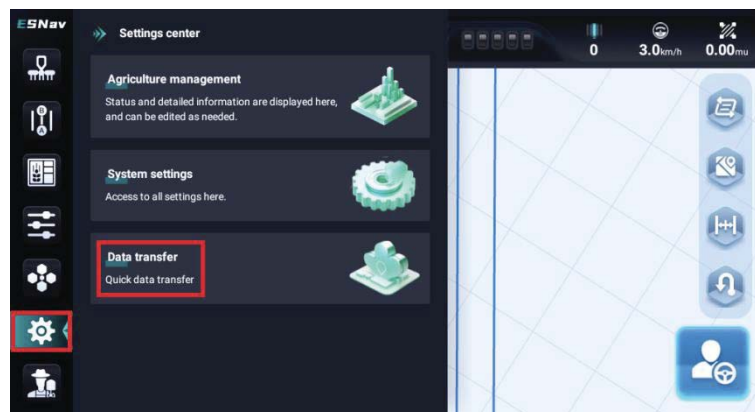 ESNav
Settings center
0
3.0km/h
0.00mu
Agriculture management
Status and detailed information are displayed here,
and can be edited as needed.
B
A
System settings
Access to all settings here.
Data transfer
Quick data transfer